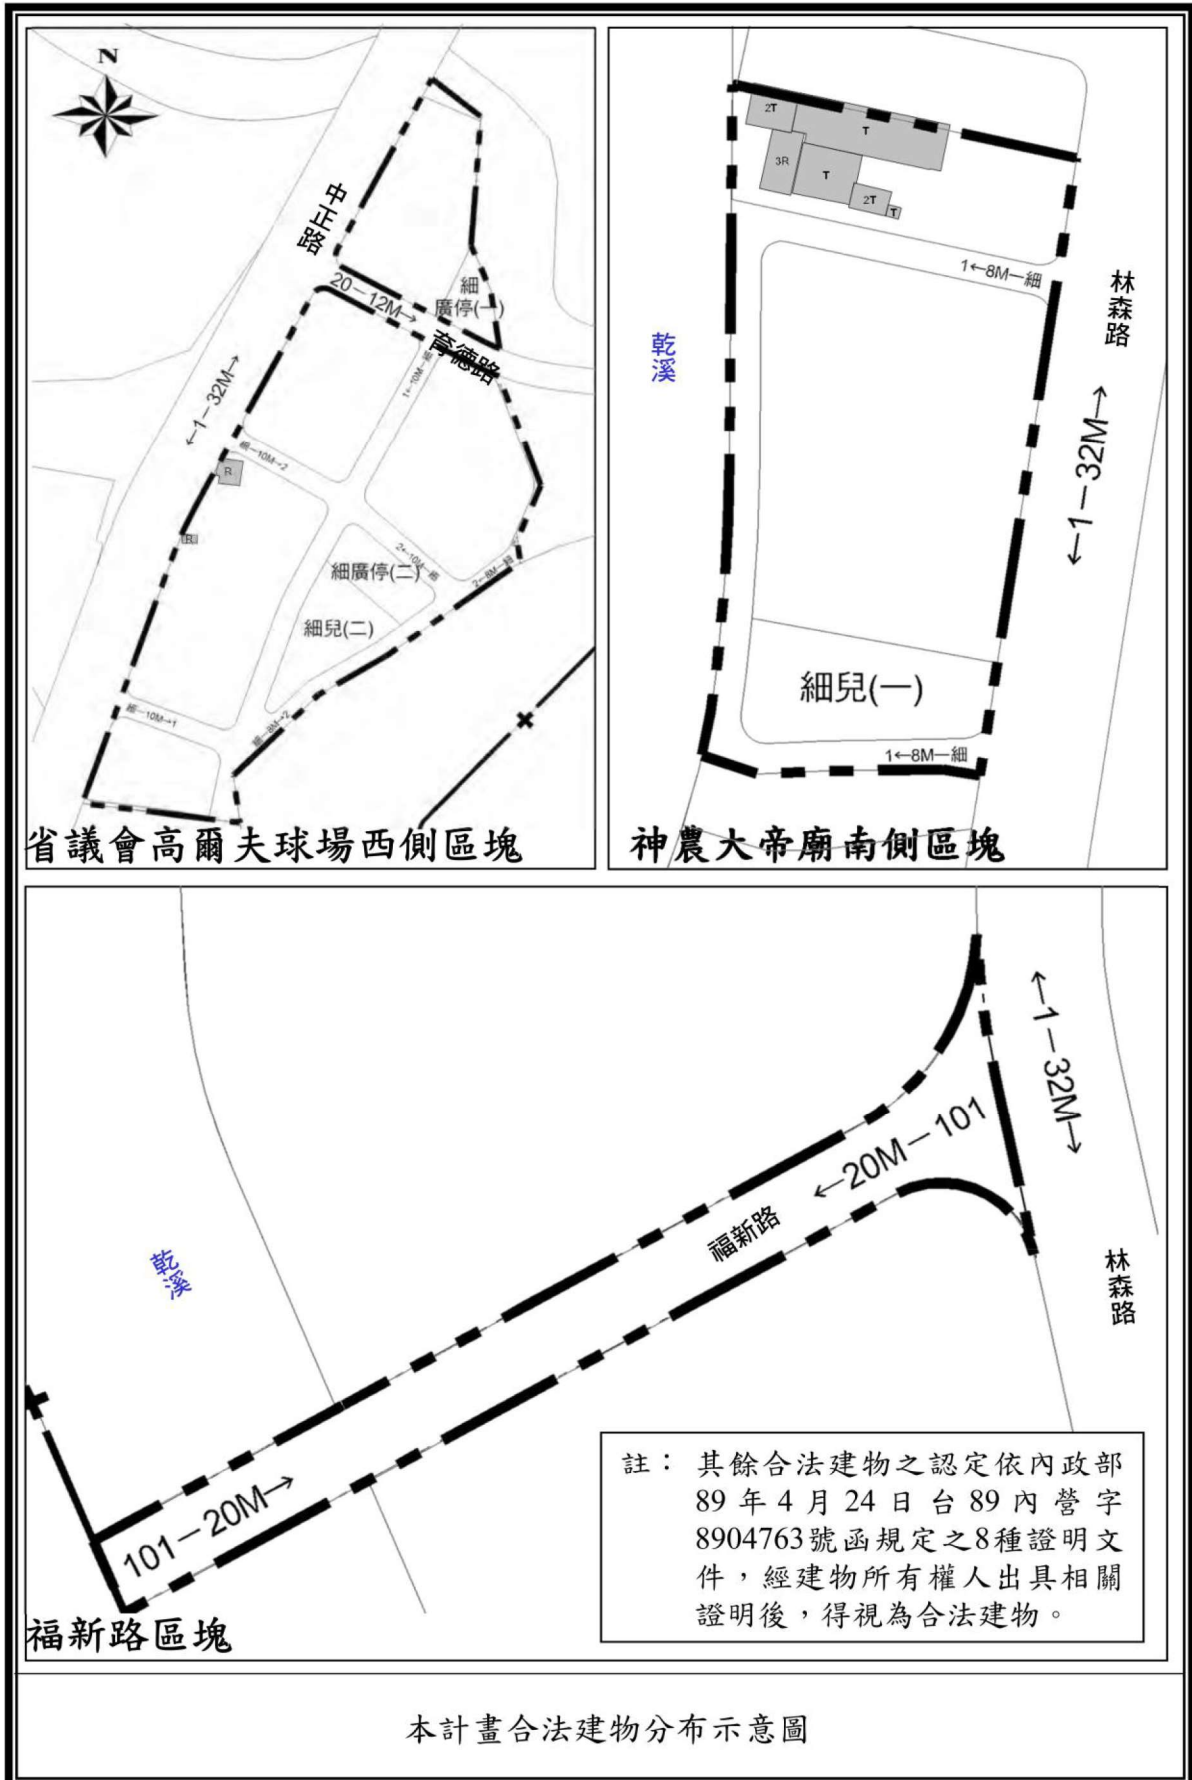 N
中正路
20－12M→
細
廣停(一)
育德路
1←10M－細
←1－32M→
細－10M→2
R
R
2←10M－細
細廣停(二)
2←8M－細
細兒(二)
細－10M→1
細－8M→2
省議會高爾夫球場西側區塊
2T
T
3R
T
2T
T
1←8M－細
林森路
乾溪
←1－32M→
細兒(一)
1←8M－細
神農大帝廟南側區塊
←1－32M→
←20M－101
福新路
乾溪
林森路
101－20M→
註： 其餘合法建物之認定依內政部
89 年 4 月 24 日 台 89 內 營 字
8904763號函規定之8種證明文
件，經建物所有權人出具相關
證明後，得視為合法建物。
福新路區塊
本計畫合法建物分布示意圖